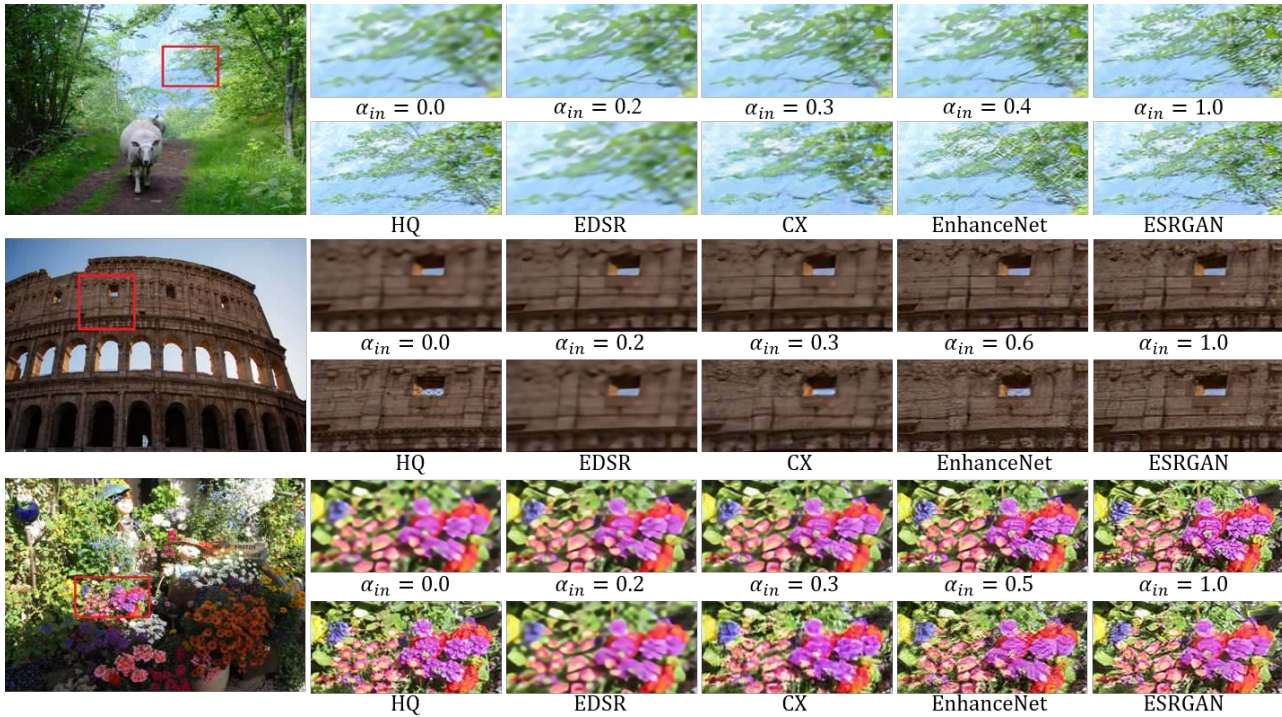 α_in = 0.0 α_in = 0.2 α_in = 0.3 α_in = 0.4 α_in = 1.0
HQ EDSR CX EnhanceNet ESRGAN
α_in = 0.0 α_in = 0.2 α_in = 0.3 α_in = 0.6 α_in = 1.0
HQ EDSR CX EnhanceNet ESRGAN
α_in = 0.0 α_in = 0.2 α_in = 0.3 α_in = 0.5 α_in = 1.0
HQ EDSR CX EnhanceNet ESRGAN